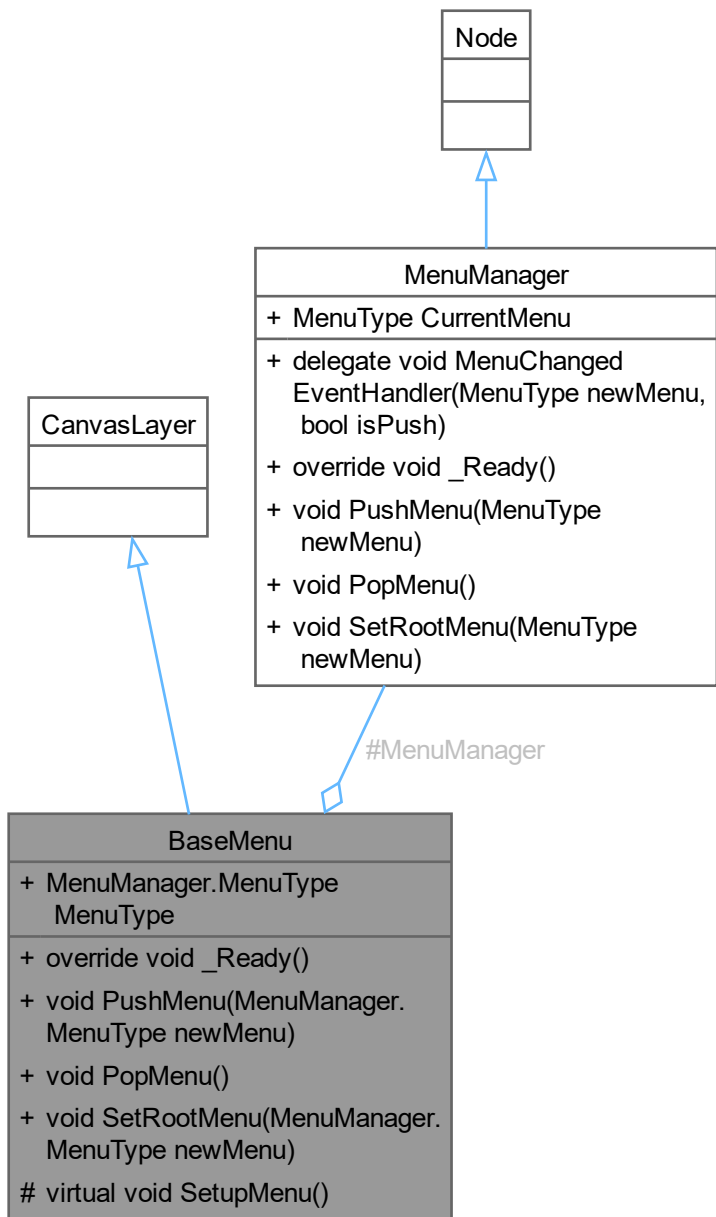 Node
MenuManager
+ MenuType CurrentMenu
+ delegate void MenuChanged
EventHandler(MenuType newMenu,
bool isPush)
+ override void _Ready()
+ void PushMenu(MenuType
newMenu)
+ void PopMenu()
+ void SetRootMenu(MenuType
newMenu)
CanvasLayer
#MenuManager
BaseMenu
+ MenuManager.MenuType
MenuType
+ override void _Ready()
+ void PushMenu(MenuManager.
MenuType newMenu)
+ void PopMenu()
+ void SetRootMenu(MenuManager.
MenuType newMenu)
# virtual void SetupMenu()